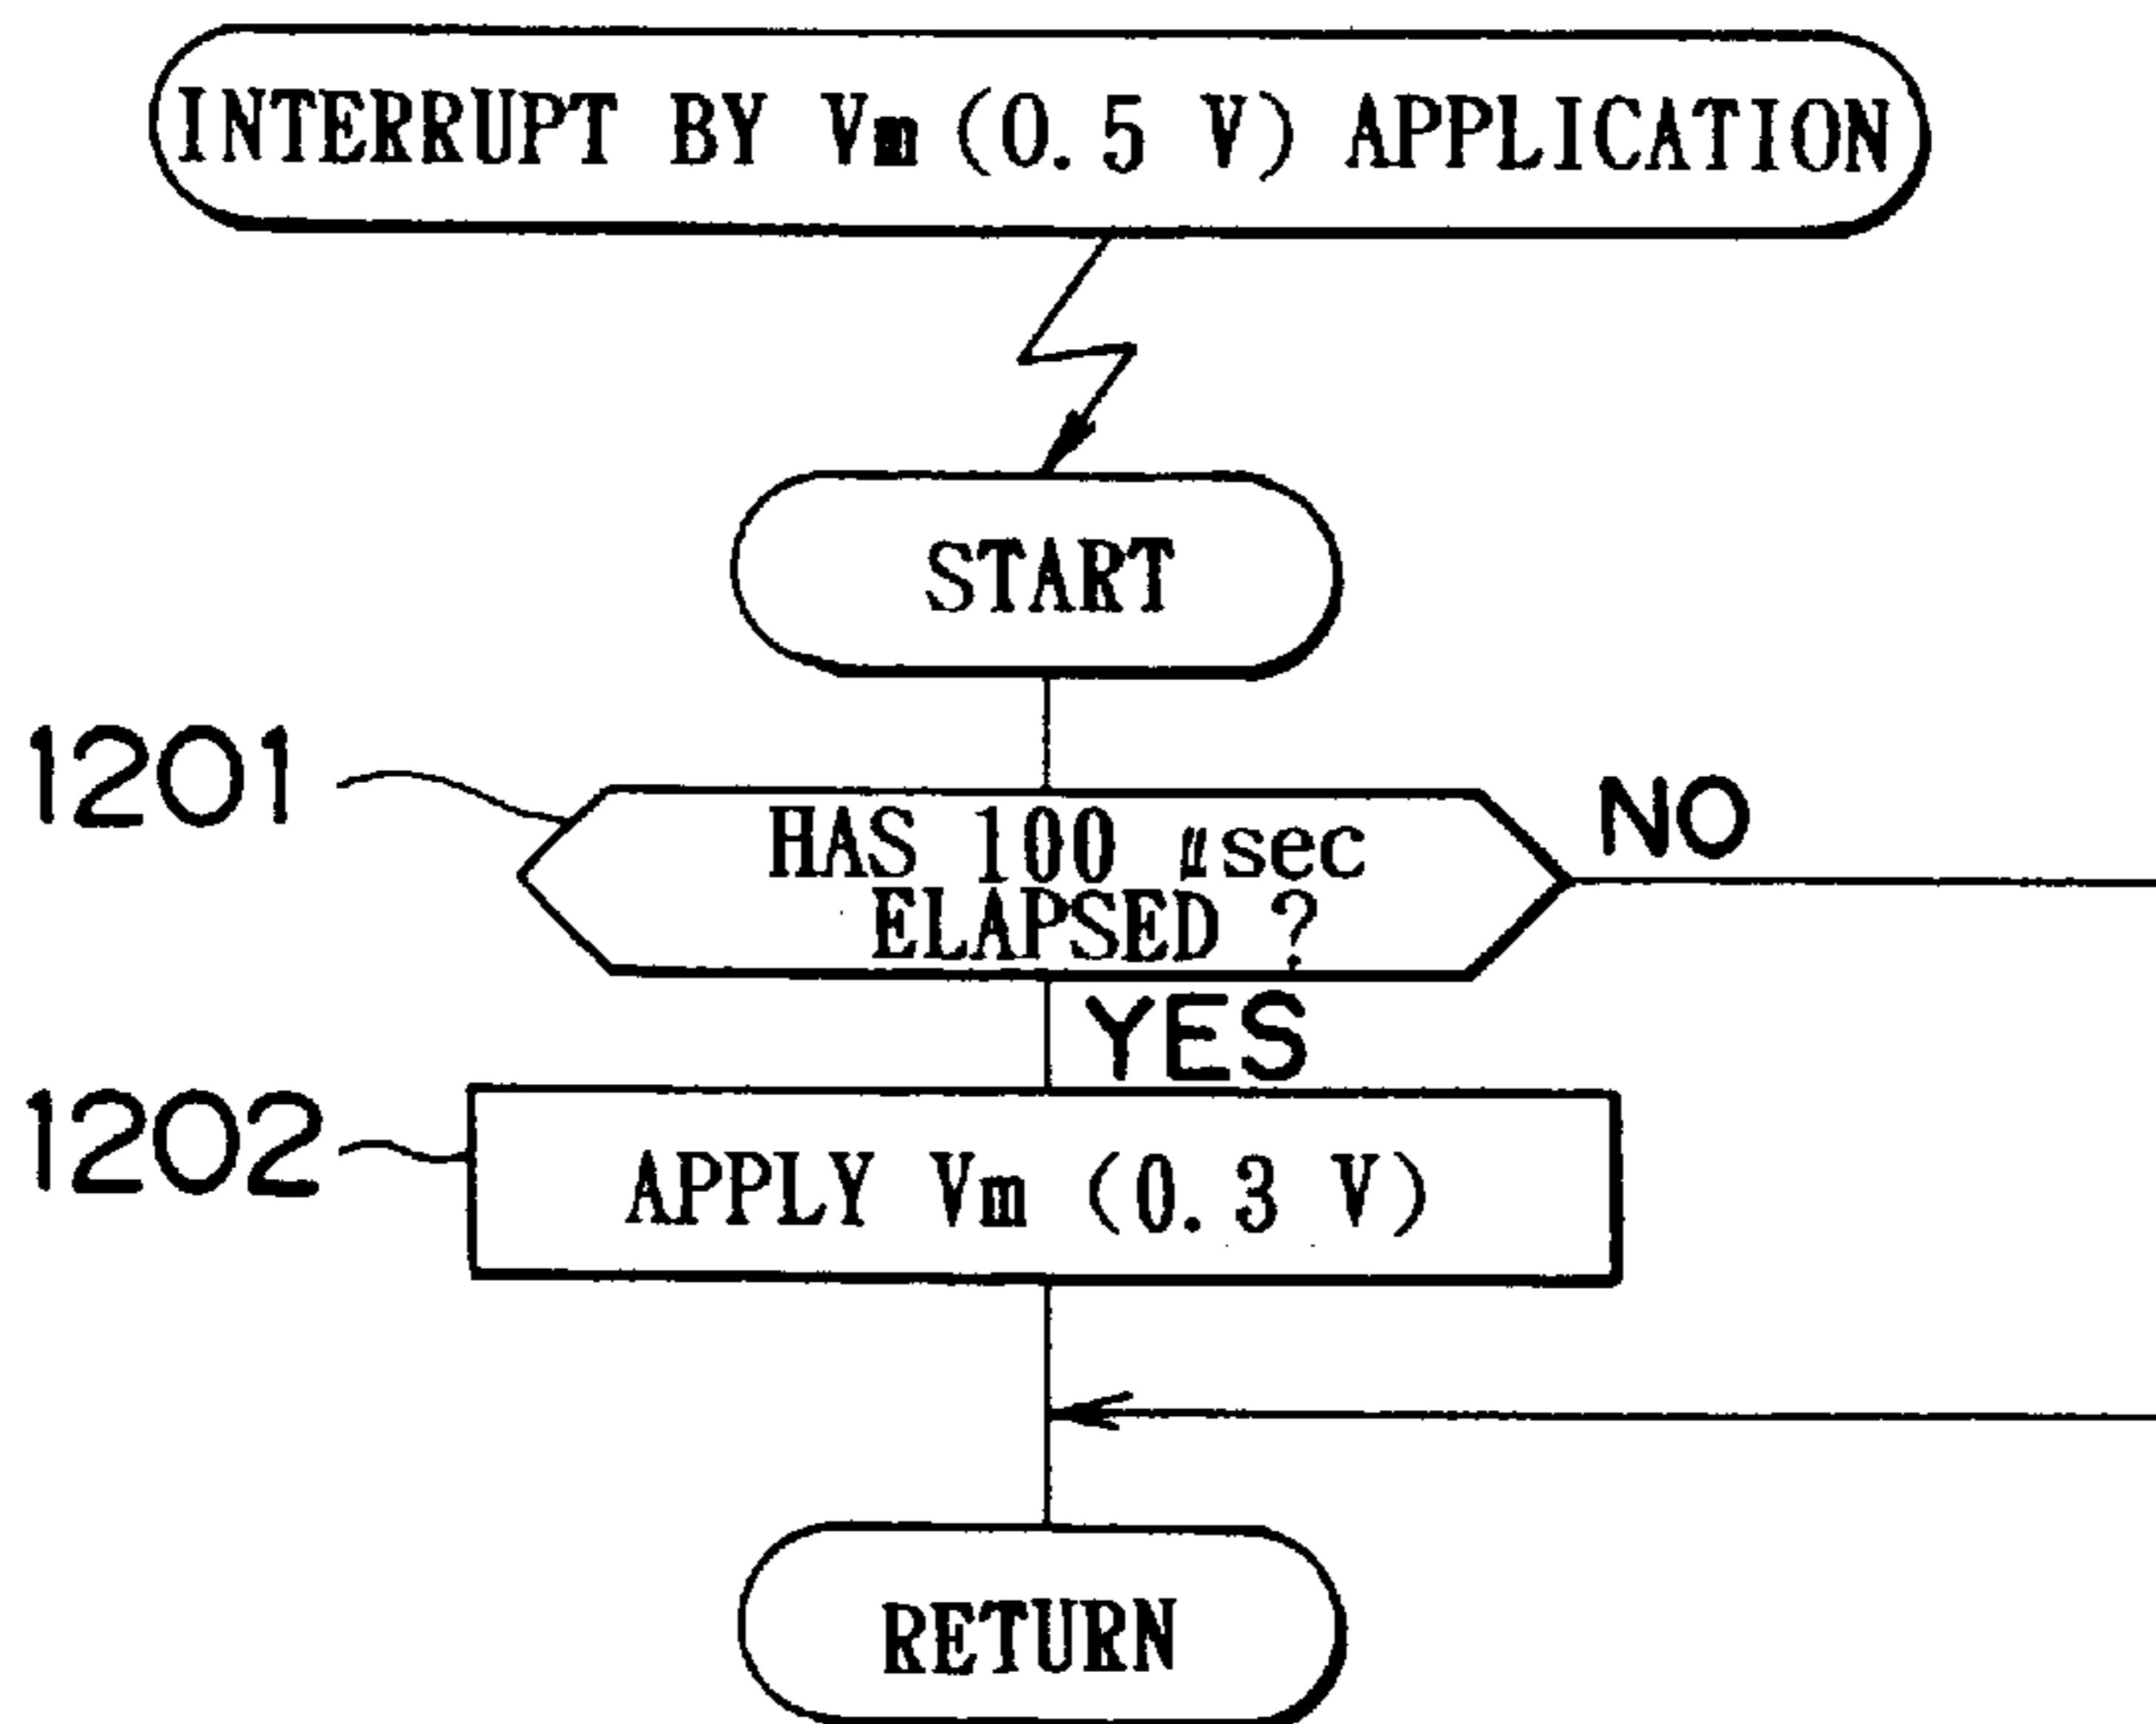 INTERRUPT BY Vm (0.5 V) APPLICATION
START
1201
HAS 100 μsec
ELAPSED ?
NO
YES
1202
APPLY Vm (0.3 V)
RETURN